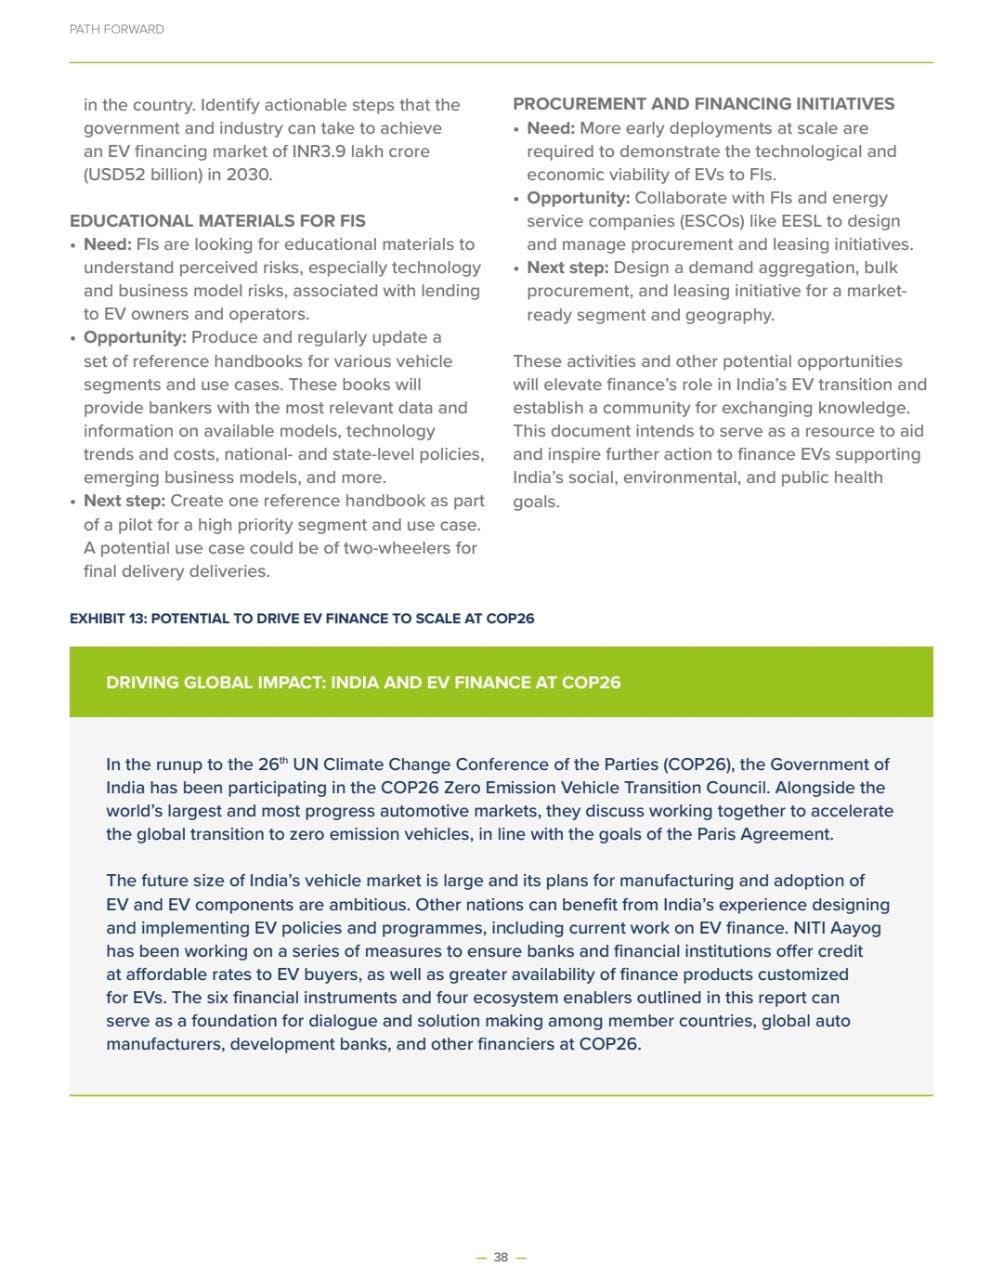 PATH FORWARD
in the country. Identify actionable steps that the
government and industry can take to achieve
an EV financing market of INR3.9 lakh crore
(USD52 billion) in 2030.
EDUCATIONAL MATERIALS FOR FIS
• Need: FIs are looking for educational materials to
understand perceived risks, especially technology
and business model risks, associated with lending
to EV owners and operators.
• Opportunity: Produce and regularly update a
set of reference handbooks for various vehicle
segments and use cases. These books will
provide bankers with the most relevant data and
information on available models, technology
trends and costs, national- and state-level policies,
emerging business models, and more.
• Next step: Create one reference handbook as part
of a pilot for a high priority segment and use case.
A potential use case could be of two-wheelers for
final delivery deliveries.
PROCUREMENT AND FINANCING INITIATIVES
• Need: More early deployments at scale are
required to demonstrate the technological and
economic viability of EVs to FIs.
• Opportunity: Collaborate with FIs and energy
service companies (ESCOs) like EESL to design
and manage procurement and leasing initiatives.
• Next step: Design a demand aggregation, bulk
procurement, and leasing initiative for a market-
ready segment and geography.
These activities and other potential opportunities
will elevate finance's role in India's EV transition and
establish a community for exchanging knowledge.
This document intends to serve as a resource to aid
and inspire further action to finance EVs supporting
India's social, environmental, and public health
goals.
EXHIBIT 13: POTENTIAL TO DRIVE EV FINANCE TO SCALE AT COP26
DRIVING GLOBAL IMPACT: INDIA AND EV FINANCE AT COP26
In the runup to the 26th UN Climate Change Conference of the Parties (COP26), the Government of
India has been participating in the COP26 Zero Emission Vehicle Transition Council. Alongside the
world's largest and most progress automotive markets, they discuss working together to accelerate
the global transition to zero emission vehicles, in line with the goals of the Paris Agreement.
The future size of India's vehicle market is large and its plans for manufacturing and adoption of
EV and EV components are ambitious. Other nations can benefit from India's experience designing
and implementing EV policies and programmes, including current work on EV finance. NITI Aayog
has been working on a series of measures to ensure banks and financial institutions offer credit
at affordable rates to EV buyers, as well as greater availability of finance products customized
for EVs. The six financial instruments and four ecosystem enablers outlined in this report can
serve as a foundation for dialogue and solution making among member countries, global auto
manufacturers, development banks, and other financiers at COP26.
— 38 —